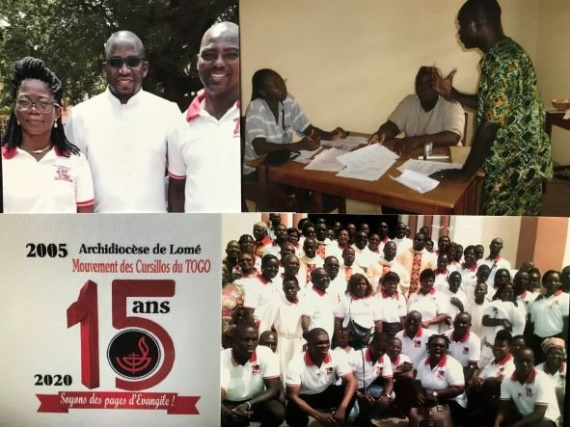 2005 Archidiocèse de Lomé
Mouvement des Cursillos du TOGO
15
ans
2020
Soyons des pages d'Evangile !